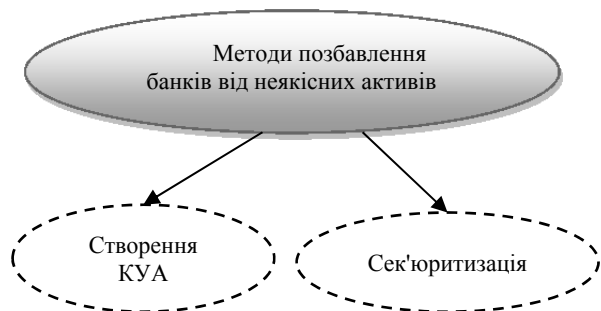 Методи позбавлення
банків від неякісних активів
Створення
КУА
Сек'юритизація